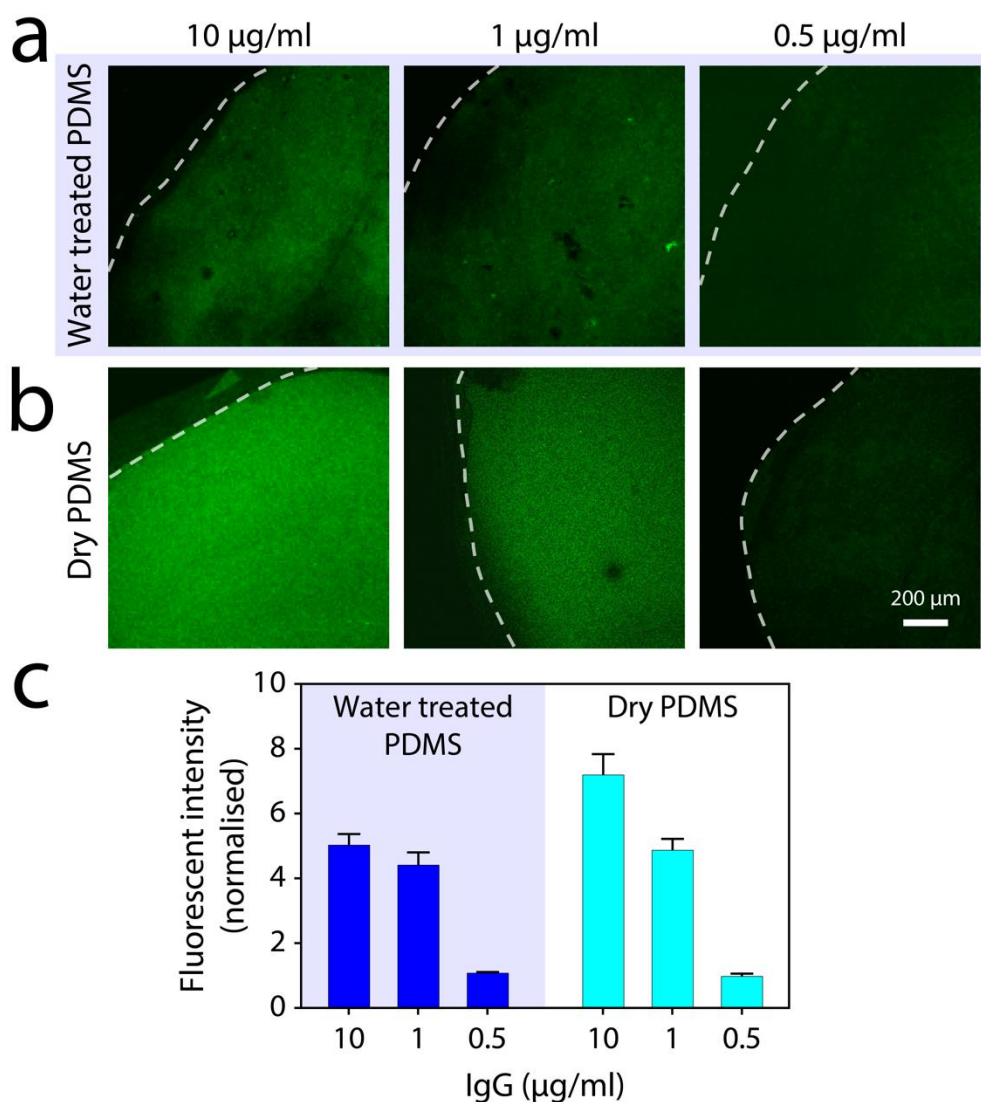 a
10 µg/ml
1 µg/ml
0.5 µg/ml
Water treated PDMS
b
Dry PDMS
200 µm
c
10
8
6
4
2
0
Fluorescent intensity
(normalised)
Water treated
PDMS
Dry PDMS
10
1
0.5
10
1
0.5
IgG (µg/ml)